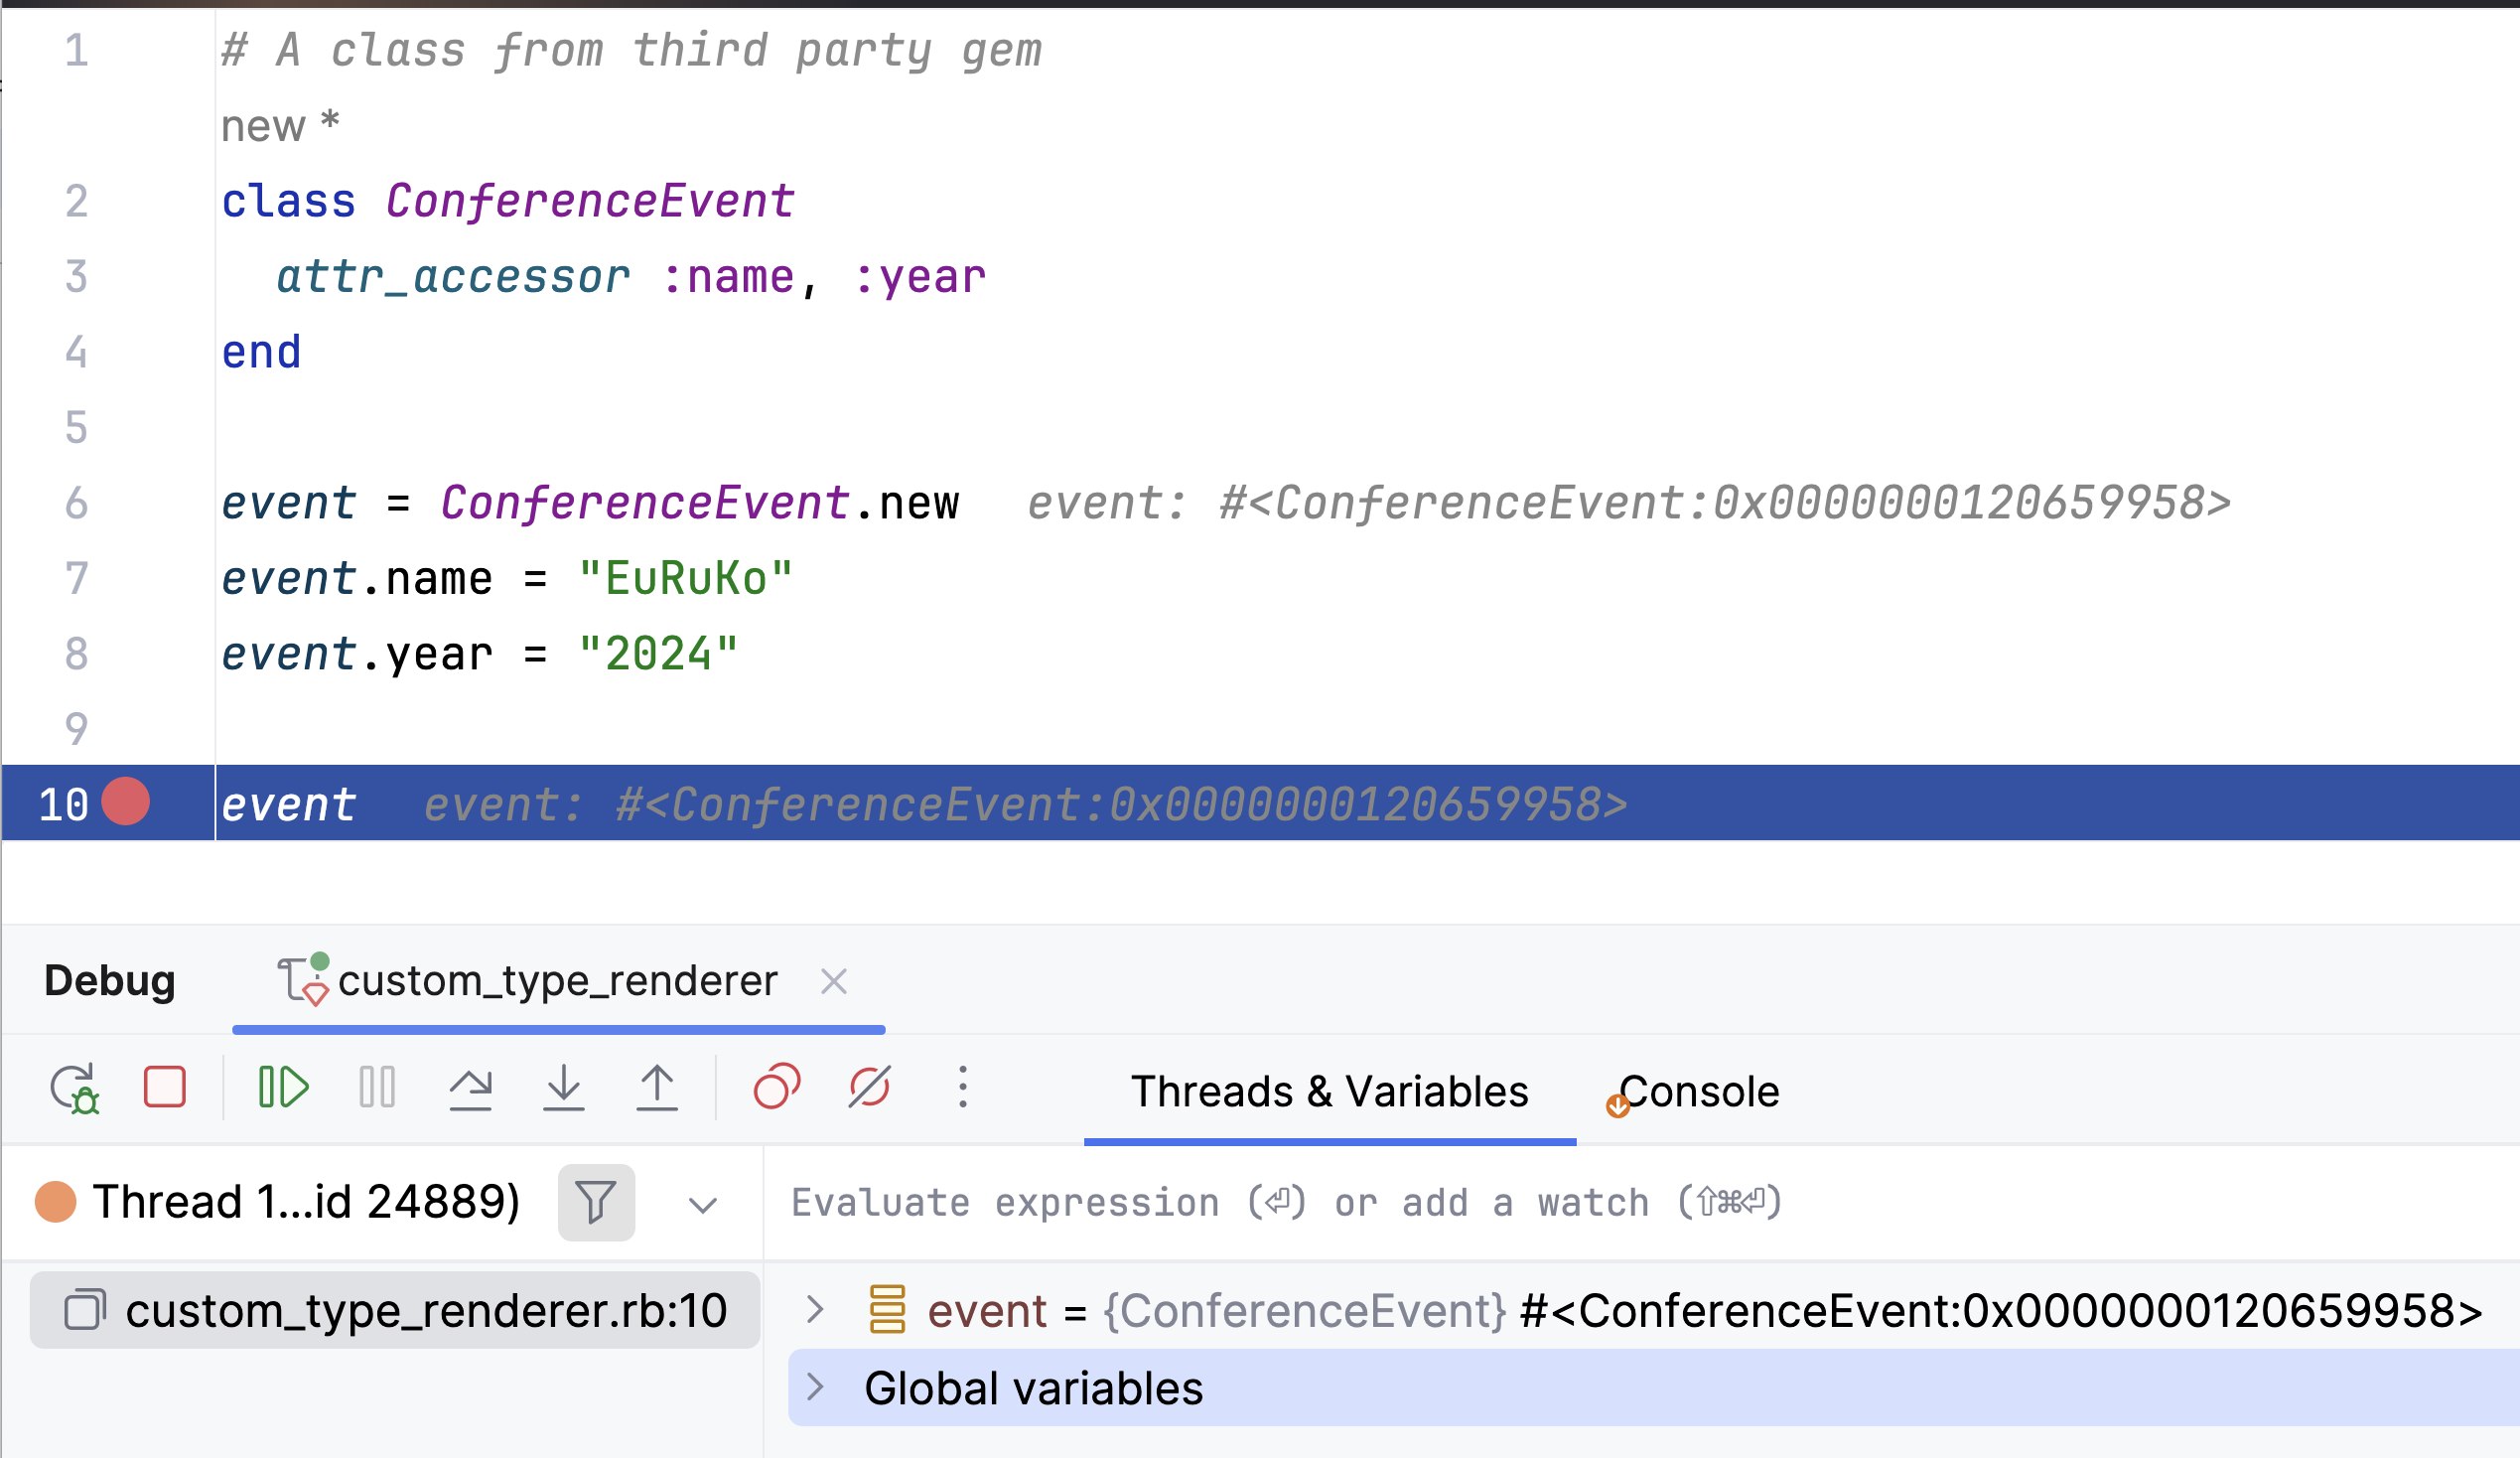 1 # A class from third party gem
new *
2 class ConferenceEvent
3 attr_accessor :name, :year
4 end
5
6 event = ConferenceEvent.new event: #<ConferenceEvent:0x0000000120659958>
7 event.name = "EuRuKo"
8 event.year = "2024"
9
10 event event: #<ConferenceEvent:0x0000000120659958>
Debug custom_type_renderer
Threads & Variables Console
Thread 1...id 24889) Evaluate expression (⏎) or add a watch (⇧⌘⏎)
custom_type_renderer.rb:10 event = {ConferenceEvent} #<ConferenceEvent:0x0000000120659958>
Global variables